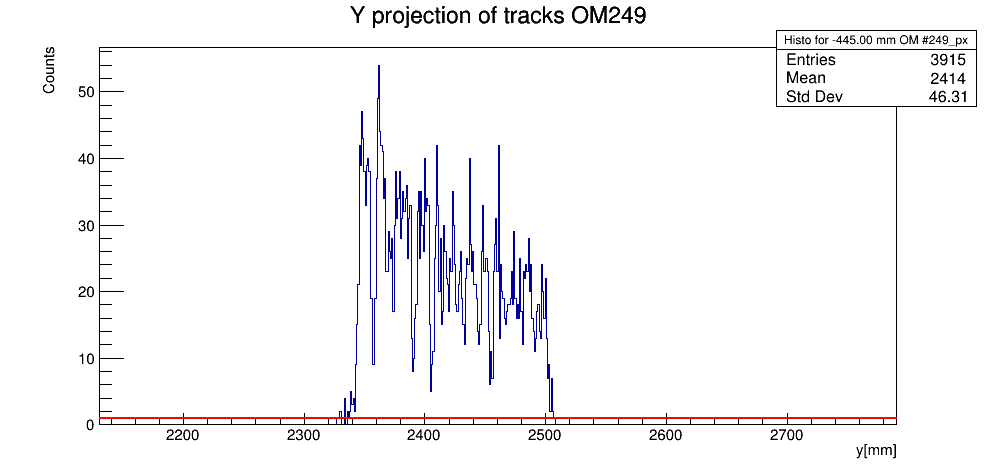 Y projection of tracks OM249
Histo for -445.00 mm OM #249_px
Entries 3915
Mean 2414
Std Dev 46.31
Counts
50
40
30
20
10
0
2200 2300 2400 2500 2600 2700
y[mm]